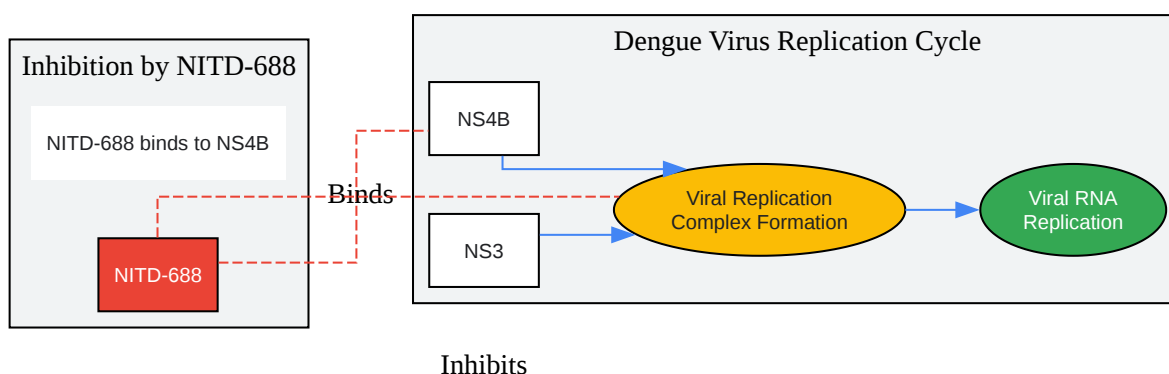 Inhibition by NITD-688
NITD-688 binds to NS4B
NITD-688
Binds
Dengue Virus Replication Cycle
NS4B
NS3
Viral Replication
Complex Formation
Viral RNA
Replication
Inhibits